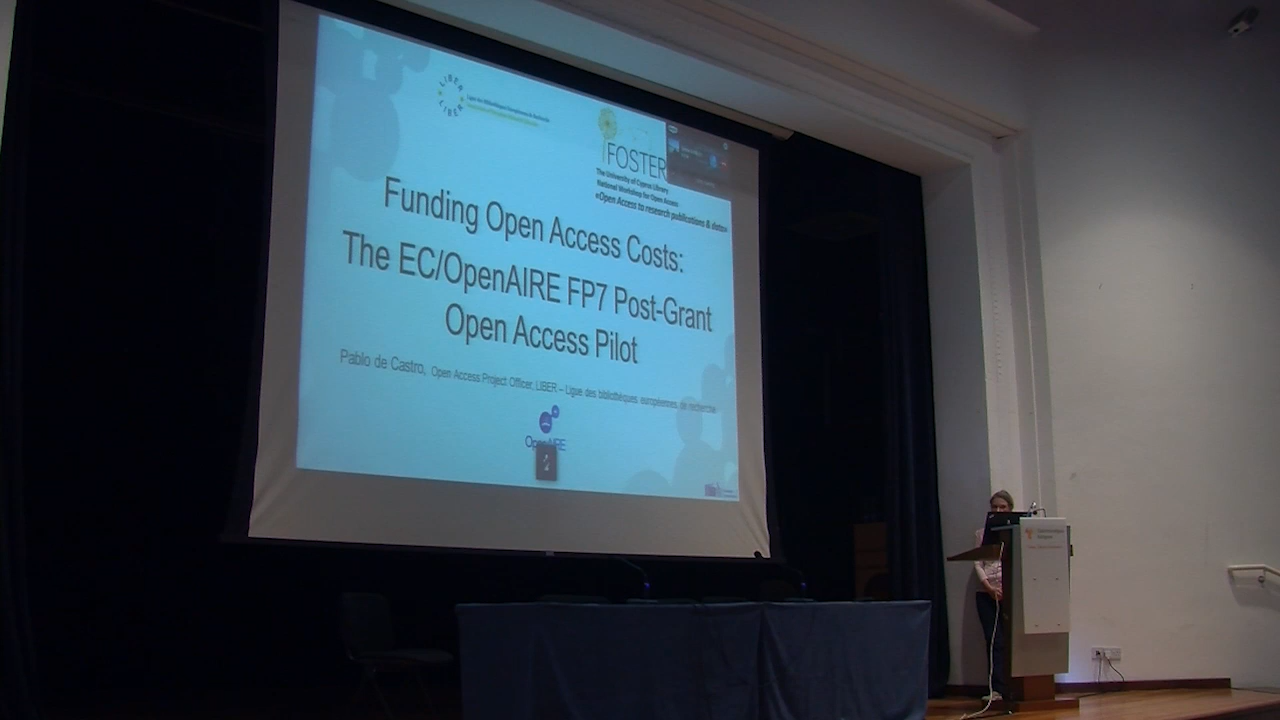 LIBER
LIBER
FOSTER
The University of Cyprus Library
National Workshop for Open Access
«Open Access to research publications & data»
Funding Open Access Costs:
The EC/OpenAIRE FP7 Post-Grant
Open Access Pilot
Pablo de Castro, Open Access Project Officer, LIBER – Ligue des bibliothèques européennes de recherche
OpenAIRE